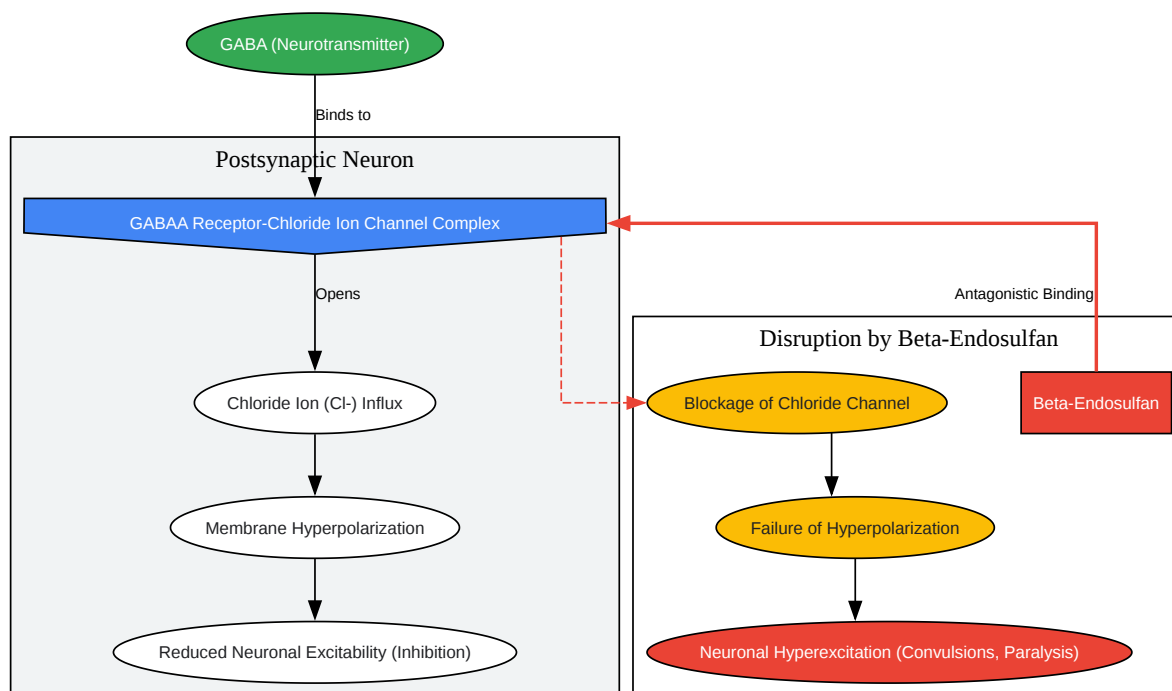 GABA (Neurotransmitter)
Binds to
Postsynaptic Neuron
GABAA Receptor-Chloride Ion Channel Complex
Opens
Antagonistic Binding
Disruption by Beta-Endosulfan
Chloride Ion (Cl-) Influx
Blockage of Chloride Channel
Beta-Endosulfan
Membrane Hyperpolarization
Failure of Hyperpolarization
Reduced Neuronal Excitability (Inhibition)
Neuronal Hyperexcitation (Convulsions, Paralysis)